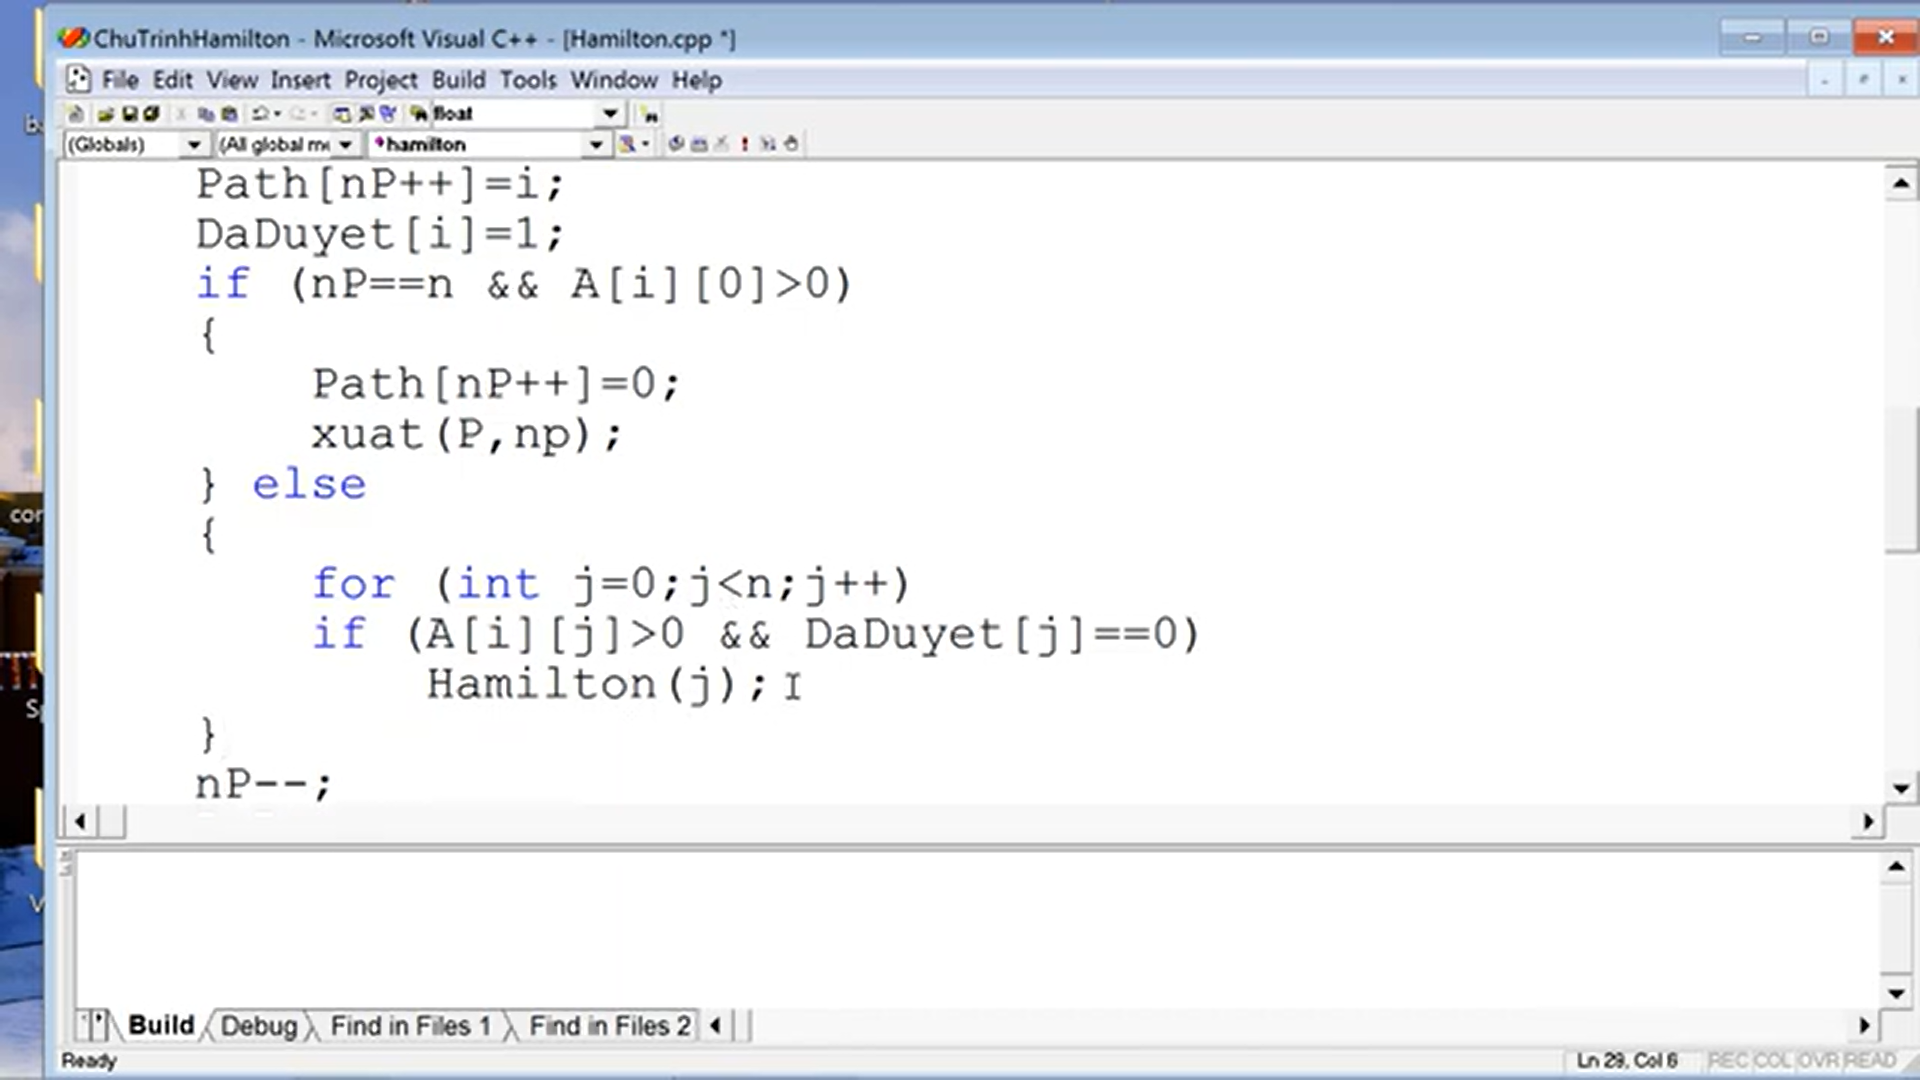 ChuTrinhHamilton - Microsoft Visual C++ - [Hamilton.cpp *]
File Edit View Insert Project Build Tools Window Help
float
(Globals) (All global me hamilton
Path[nP++]=i;
DaDuyet[i]=1;
if (nP==n && A[i][0]>0)
{
Path[nP++]=0;
xuat(P,np);
} else
{
for (int j=0;j<n;j++)
if (A[i][j]>0 && DaDuyet[j]==0)
Hamilton(j);
}
nP--;
Build Debug Find in Files 1 Find in Files 2
Ready Ln 29, Col 6 REC COL OVR READ